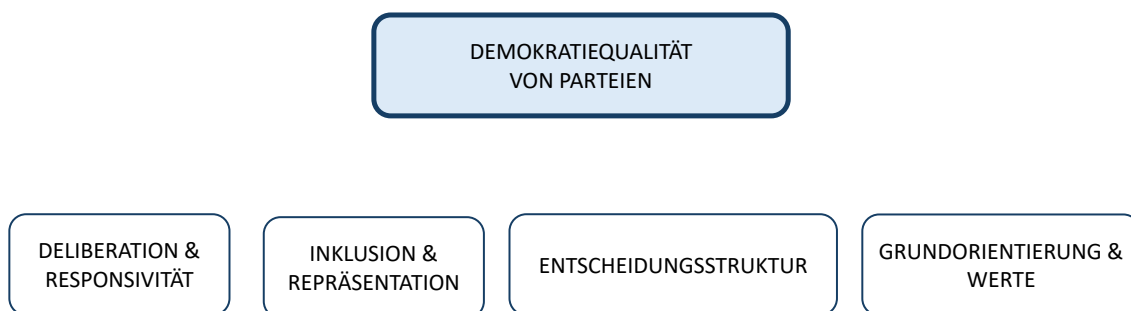 DEMOKRATIEQUALITÄT
VON PARTEIEN
DELIBERATION &
RESPONSIVITÄT
INKLUSION &
REPRÄSENTATION
ENTSCHEIDUNGSSTRUKTUR
GRUNDORIENTIERUNG &
WERTE